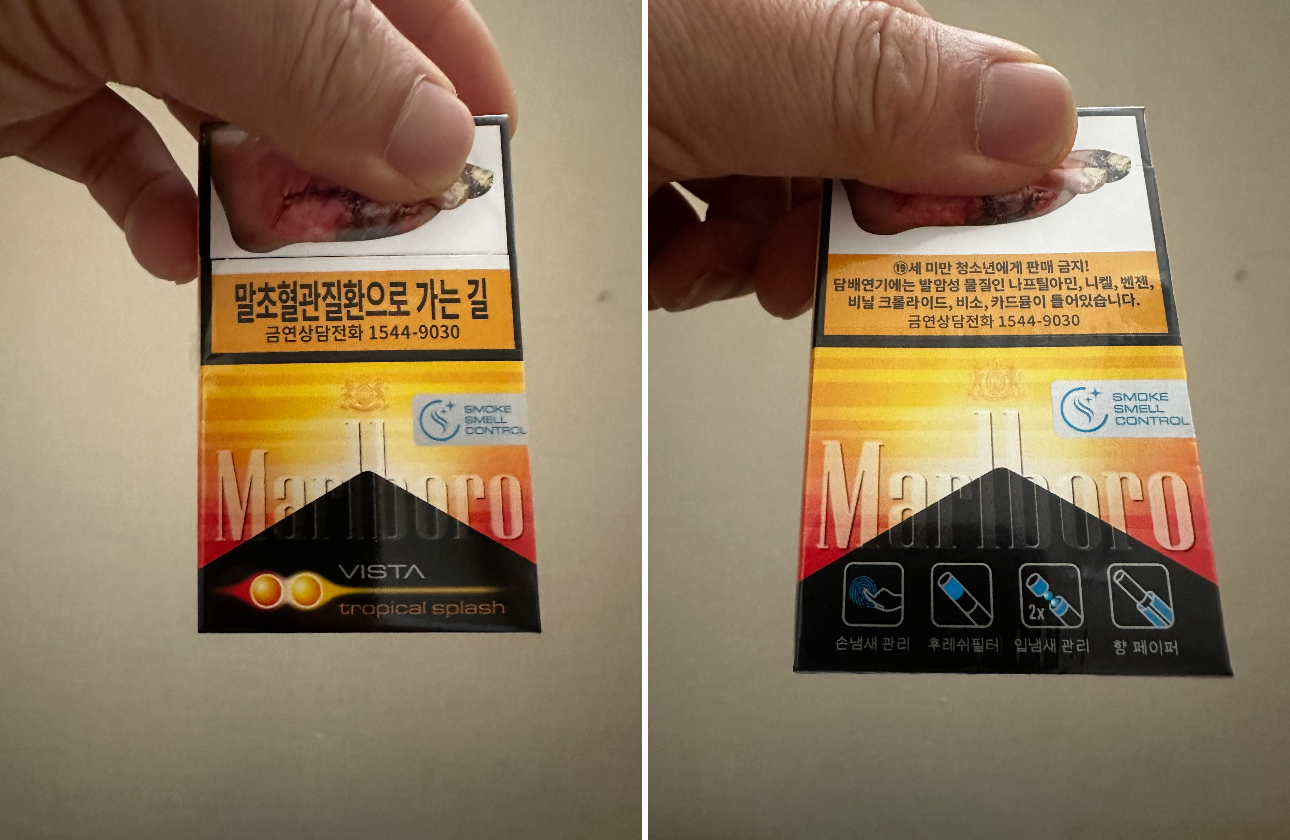 말초혈관질환으로 가는 길
금연상담전화 1544-9030
SMOKE
SMELL
CONTROL
Marlboro
VISTA
tropical splash
⑲세 미만 청소년에게 판매 금지!
담배연기에는 발암성 물질인 나프틸아민, 니켈, 벤젠,
비닐 크롤라이드, 비소, 카드뮴이 들어있습니다.
금연상담전화 1544-9030
SMOKE
SMELL
CONTROL
Marlboro
2x
손냄새 관리 후레쉬필터 입냄새 관리 향 페이퍼